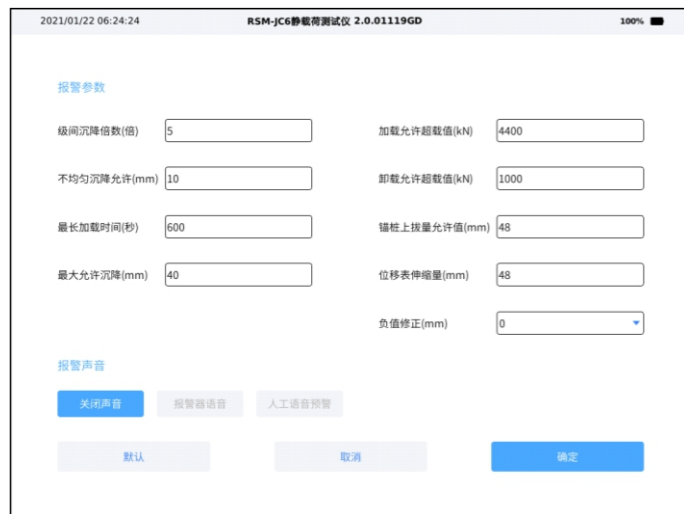 2021/01/22 06:24:24 RSM-JC6静载荷测试仪 2.0.01119GD 100%
报警参数
级间沉降倍数(倍) 5 加载允许超载值(kN) 4400
不均匀沉降允许(mm) 10 卸载允许超载值(kN) 1000
最长加载时间(秒) 600 锚桩上拔量允许值(mm) 48
最大允许沉降(mm) 40 位移表伸缩量(mm) 48
负值修正(mm) 0
报警声音
关闭声音 报警器语音 人工语音预警
默认 取消 确定